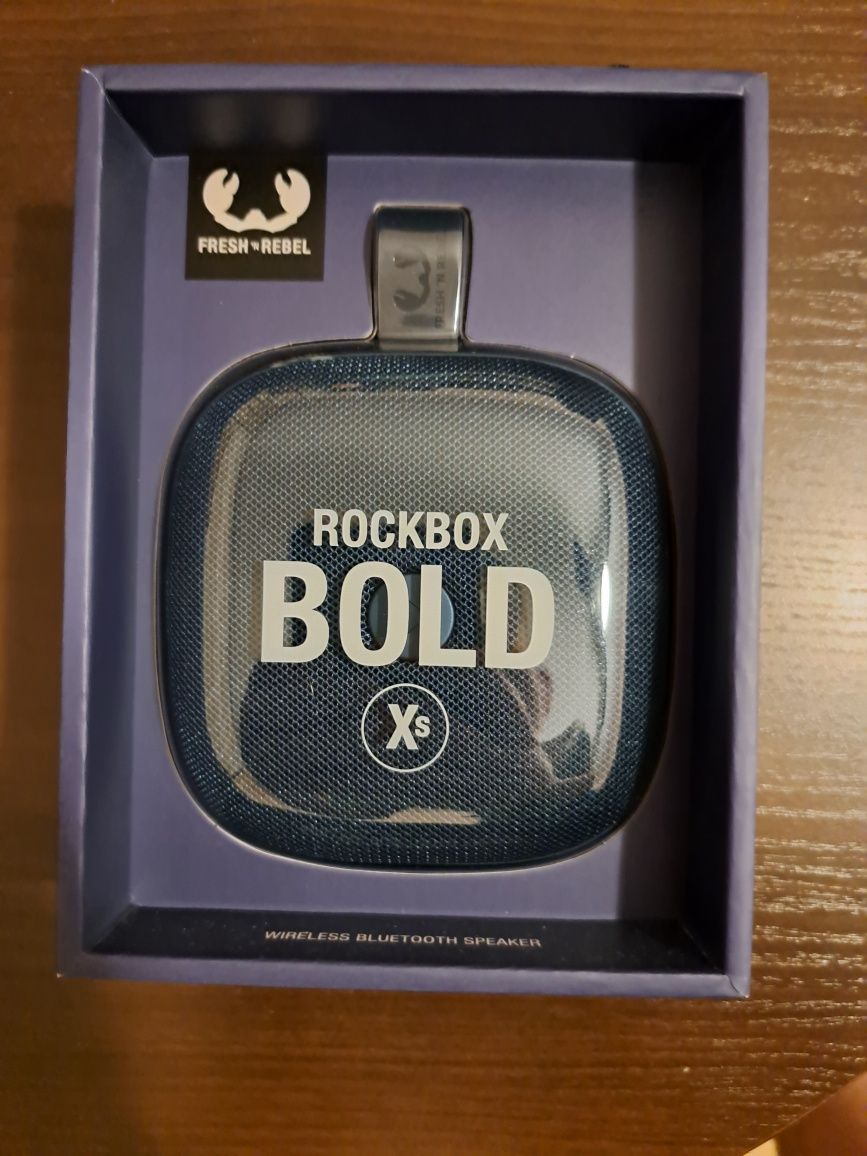 FRESH 'N REBEL
FRESH 'N REBEL
ROCKBOX
BOLD
Xs
WIRELESS BLUETOOTH SPEAKER